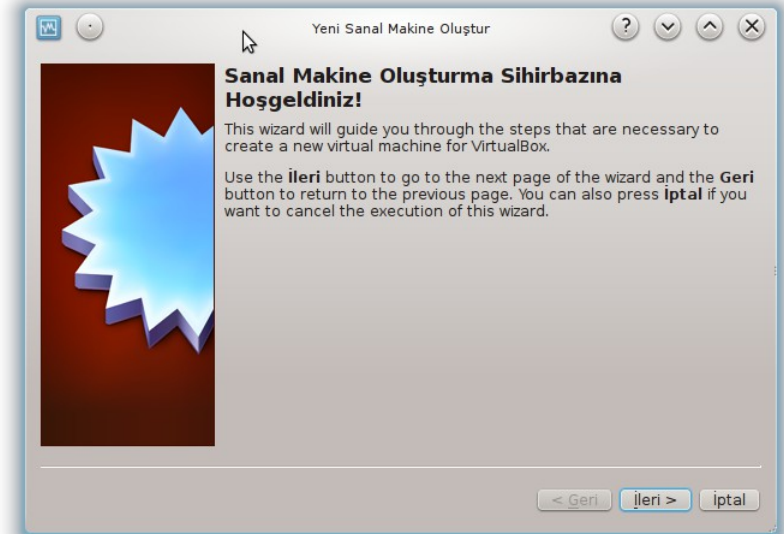 Yeni Sanal Makine Oluştur
Sanal Makine Oluşturma Sihirbazına
Hoşgeldiniz!
This wizard will guide you through the steps that are necessary to
create a new virtual machine for VirtualBox.
Use the İleri button to go to the next page of the wizard and the Geri
button to return to the previous page. You can also press İptal if you
want to cancel the execution of this wizard.
< Geri İleri > İptal